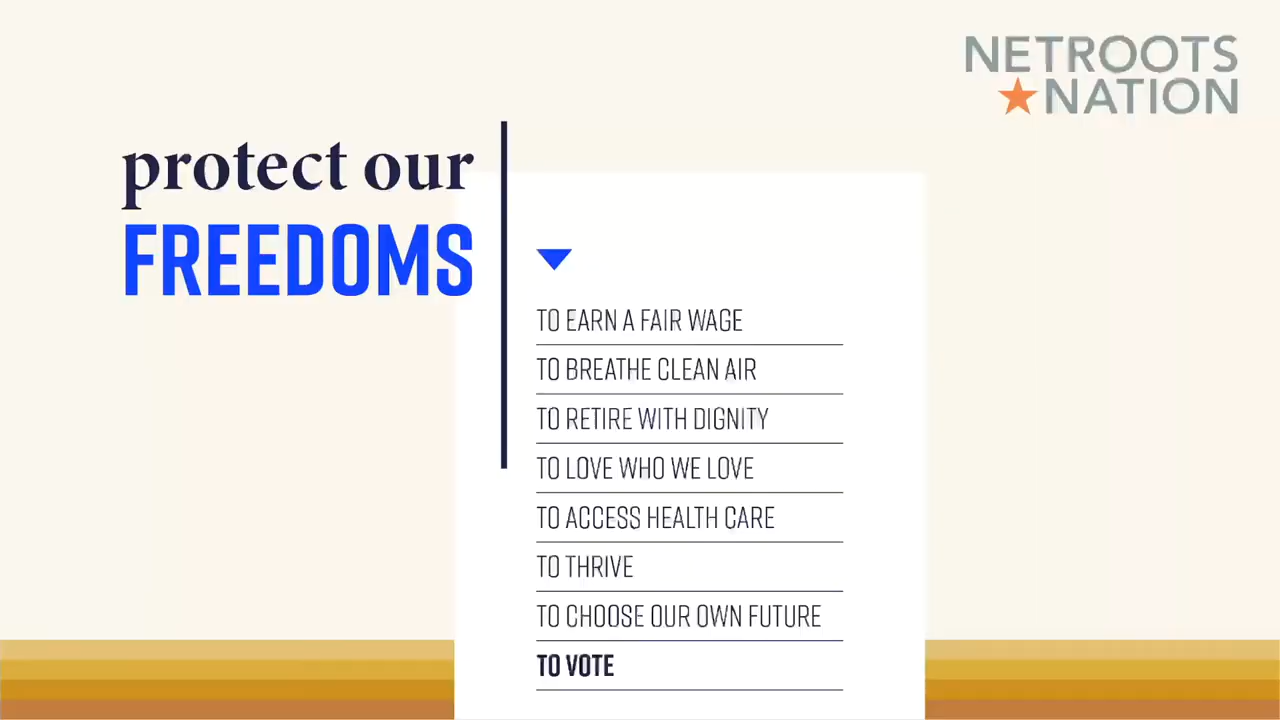 NETROOTS
NATION
protect our
FREEDOMS
TO EARN A FAIR WAGE
TO BREATHE CLEAN AIR
TO RETIRE WITH DIGNITY
TO LOVE WHO WE LOVE
TO ACCESS HEALTH CARE
TO THRIVE
TO CHOOSE OUR OWN FUTURE
TO VOTE